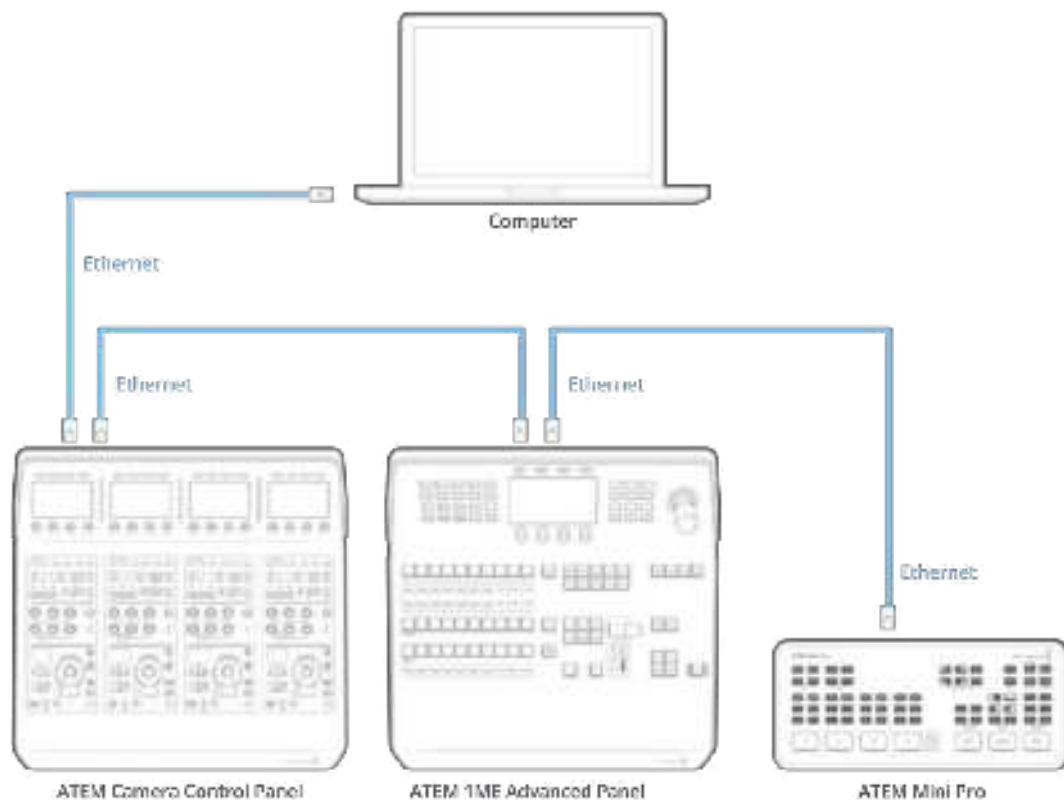 Computer
Ethernet
Ethernet
Ethernet
Ethernet
ATEM Camera Control Panel
ATEM 1ME Advanced Panel
ATEM Mini Pro